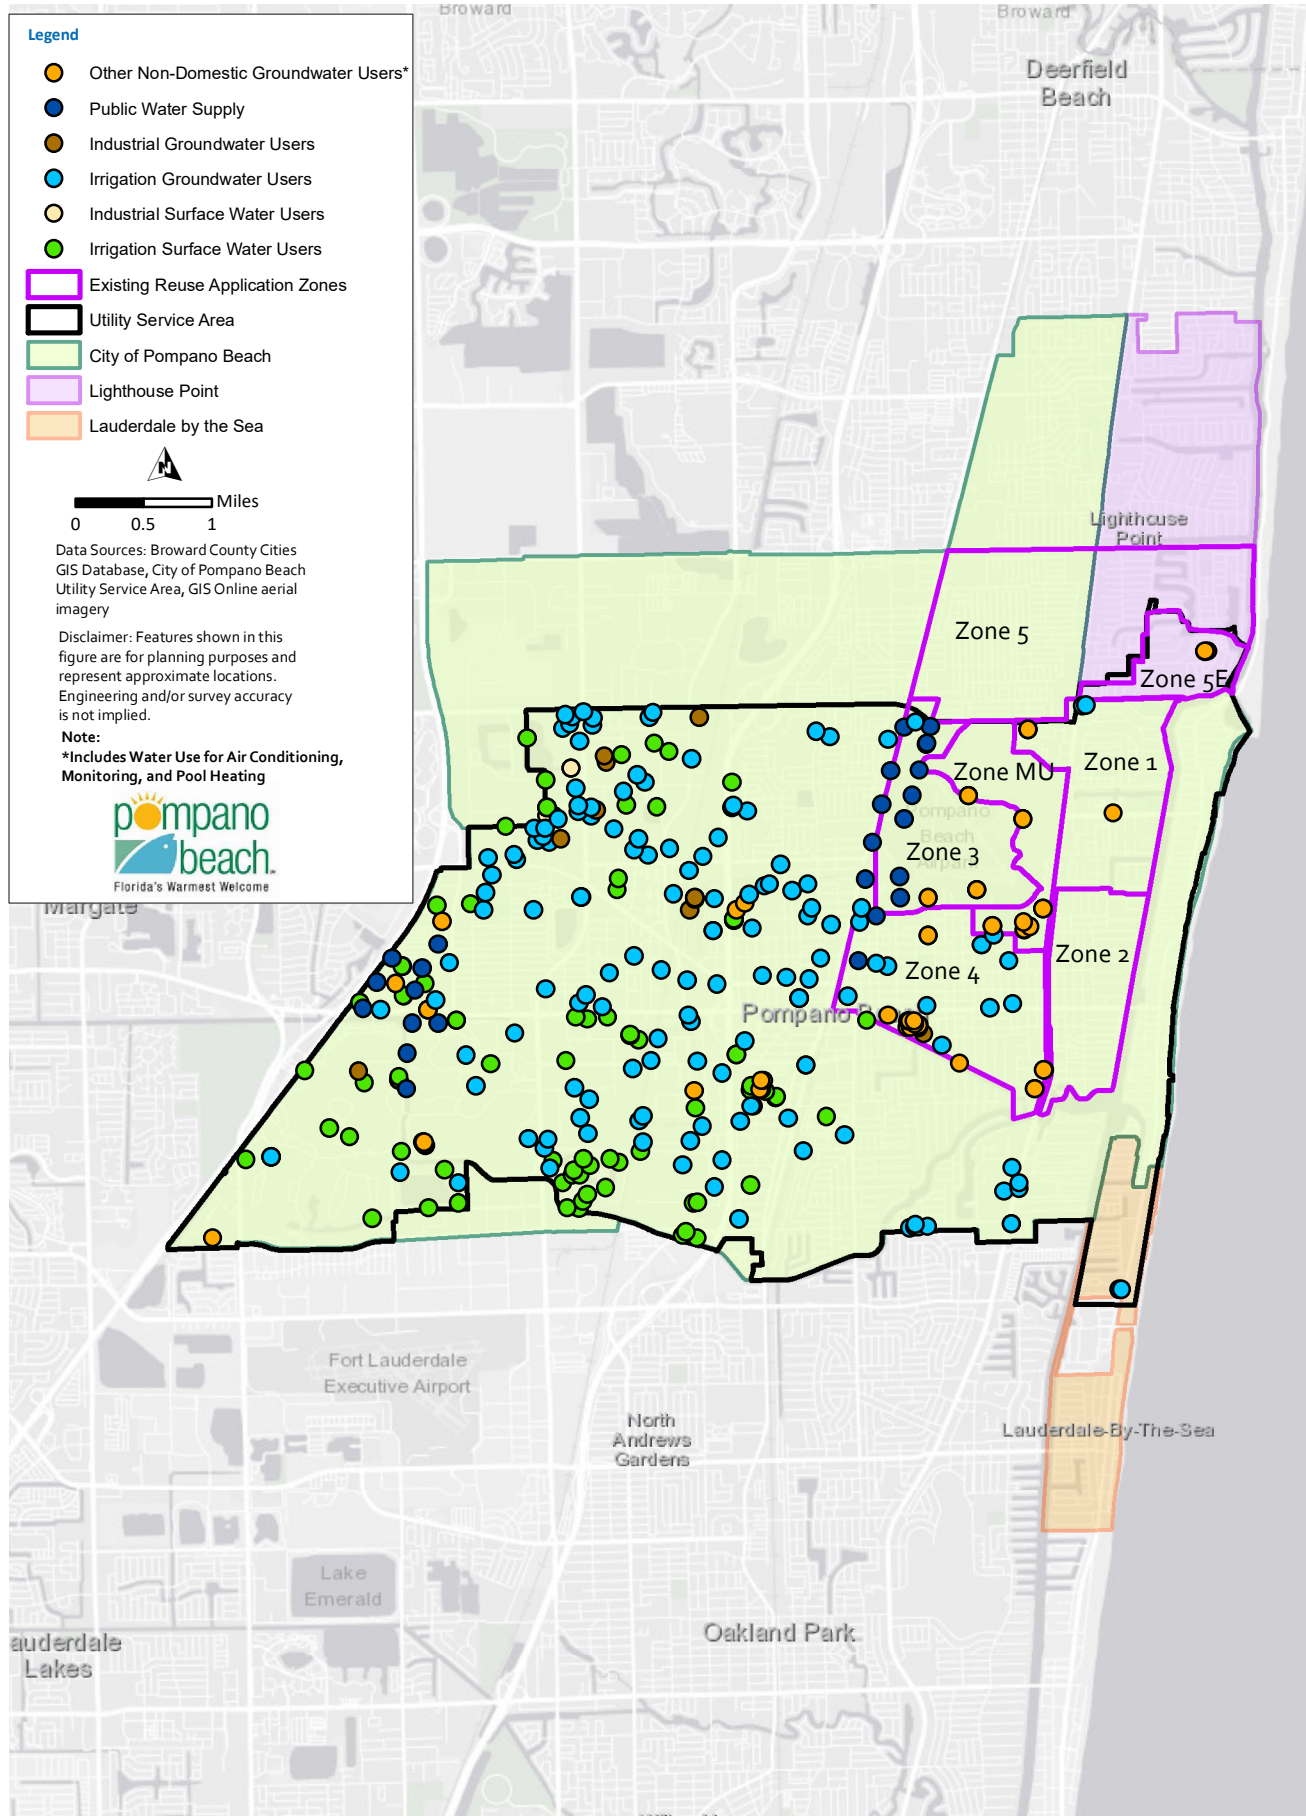 Broward
Broward
Legend
Other Non-Domestic Groundwater Users*
Public Water Supply
Industrial Groundwater Users
Irrigation Groundwater Users
Industrial Surface Water Users
Irrigation Surface Water Users
Existing Reuse Application Zones
Utility Service Area
City of Pompano Beach
Lighthouse Point
Lauderdale by the Sea
N
Miles
0 0.5 1
Data Sources: Broward County Cities
GIS Database, City of Pompano Beach
Utility Service Area, GIS Online aerial
imagery
Disclaimer: Features shown in this
figure are for planning purposes and
represent approximate locations.
Engineering and/or survey accuracy
is not implied.
Note:
*Includes Water Use for Air Conditioning,
Monitoring, and Pool Heating
pompano
beach
Florida's Warmest Welcome
Deerfield
Beach
Lighthouse
Point
Zone 5
Zone 5E
Zone 1
Zone MU
Pompano
Beach
Zone 3
Margate
Zone 2
Zone 4
Pompano
Fort Lauderdale
Executive Airport
North
Andrews
Gardens
Lauderdale-By-The-Sea
Lake
Emerald
Oakland Park
auderdale
Lakes